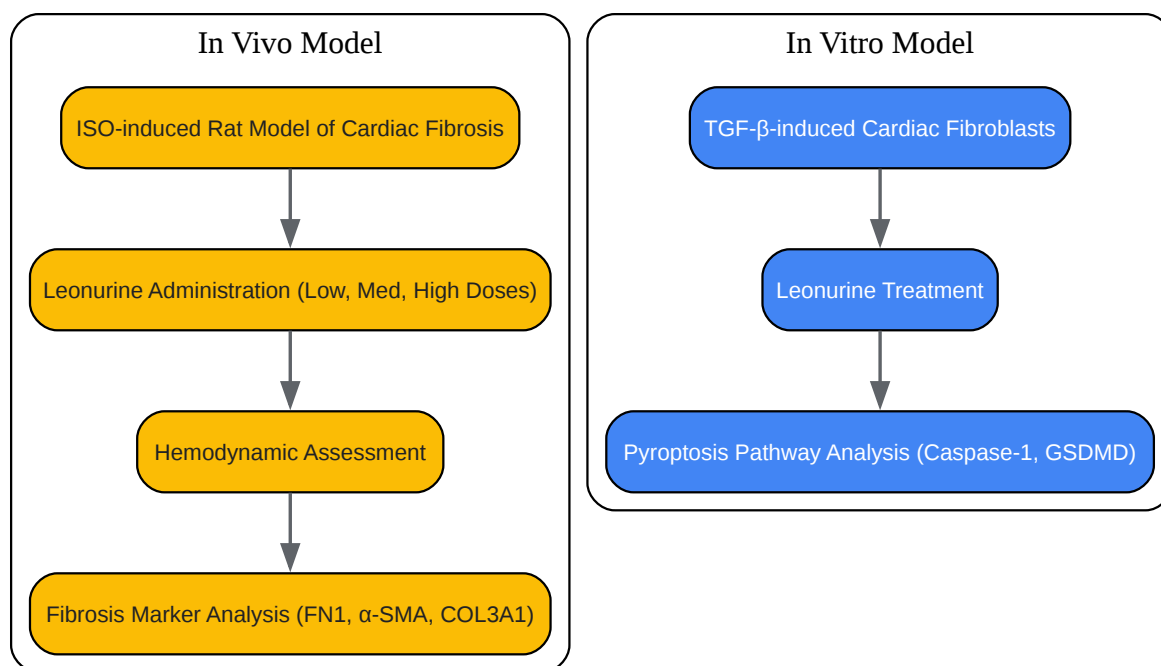 In Vivo Model
ISO-induced Rat Model of Cardiac Fibrosis
Leonurine Administration (Low, Med, High Doses)
Hemodynamic Assessment
Fibrosis Marker Analysis (FN1, α-SMA, COL3A1)
In Vitro Model
TGF-β-induced Cardiac Fibroblasts
Leonurine Treatment
Pyroptosis Pathway Analysis (Caspase-1, GSDMD)